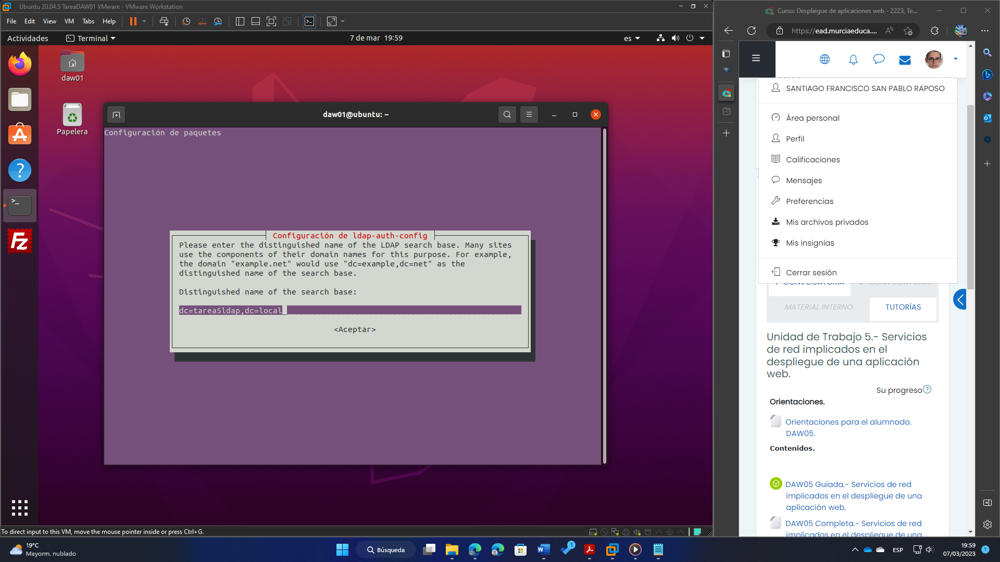 Ubuntu 20.04.5 TareaDAW01 VMware - VMware Workstation
File Edit View VM Tabs Help
Actividades Terminal 7 de mar 19:59 es
daw01
Papelera
daw01@ubuntu: ~
Configuración de paquetes
Configuración de ldap-auth-config
Please enter the distinguished name of the LDAP search base. Many sites
use the components of their domain names for this purpose. For example,
the domain "example.net" would use "dc=example,dc=net" as the
distinguished name of the search base.
Distinguished name of the search base:
dc=tarea5ldap,dc=local
<Aceptar>
To direct input to this VM, move the mouse pointer inside or press Ctrl+G.
Curso: Despliegue de aplicaciones web - 2223, Te...
https://ead.murciaeduca....
SANTIAGO FRANCISCO SAN PABLO RAPOSO
Área personal
Perfil
Calificaciones
Mensajes
Preferencias
Mis archivos privados
Mis insignias
Cerrar sesión
1ª CONVOCATORIA 2ª CONVOCATORIA
MATERIAL INTERNO TUTORÍAS
Unidad de Trabajo 5.- Servicios
de red implicados en el
despliegue de una aplicación
web.
Su progreso
Orientaciones.
Orientaciones para el alumnado.
DAW05.
Contenidos.
DAW05 Guiada.- Servicios de red
implicados en el despliegue de una
aplicación web.
DAW05 Completa.- Servicios de red
implicados en el despliegue de una
19°C
Mayorm. nublado
Búsqueda
1
ESP
19:59
07/03/2023
1